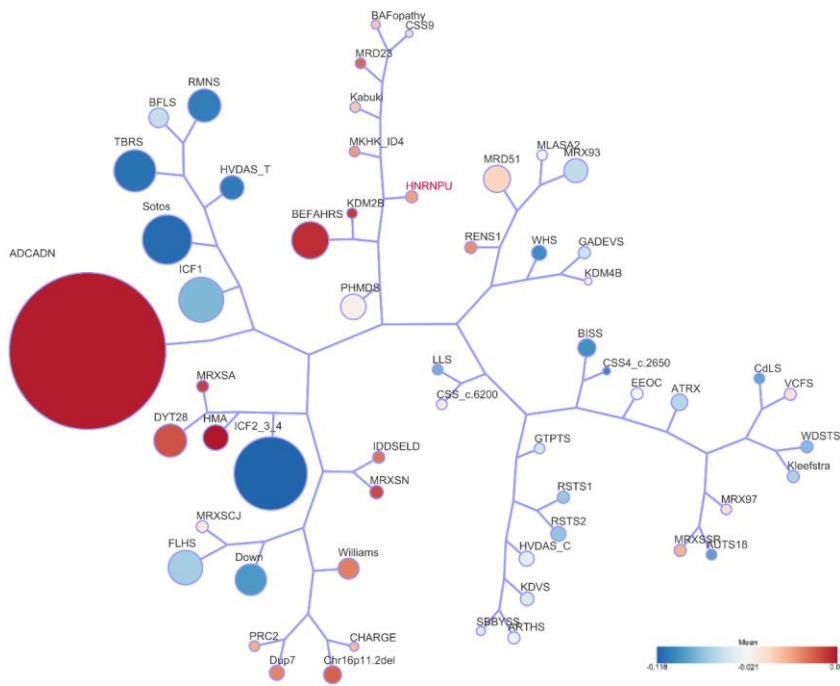 BAFopathy
CSS9
MRD23
RMNS
BFLS
Kabuki
TBRS
MKHK_ID4
MLASA2
MRX93
HVDAS_T
HNRNPU
MRD51
KDM2B
Sotos
BEFAHRS
RENS1
WHS
GADEVS
ADCADN
ICF1
KDM4B
PHMDS
BISS
LLS
CSS4_c.2650
CdLS
MRXSA
CSS_c.6200
EEOC
ATRX
VCFS
DYT28
HMA
ICF2_3_4
IDDSELD
GTPTS
WDSTS
Kleefstra
MRXSN
RSTS1
MRX97
MRXSCJ
RSTS2
FLHS
Down
Williams
HVDAS_C
MRXSSR
AUTS18
KDVS
PRC2
CHARGE
SBBYSS
ARTHS
Dup7
Chr16p11.2del
Mean
-0.118
-0.021